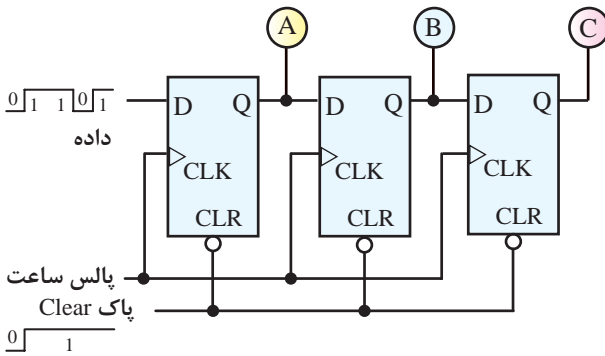 A B C
0 1 1 0 1
داده
D Q D Q D Q
CLK CLK CLK
CLR CLR CLR
پالس ساعت
پاک Clear
0 1